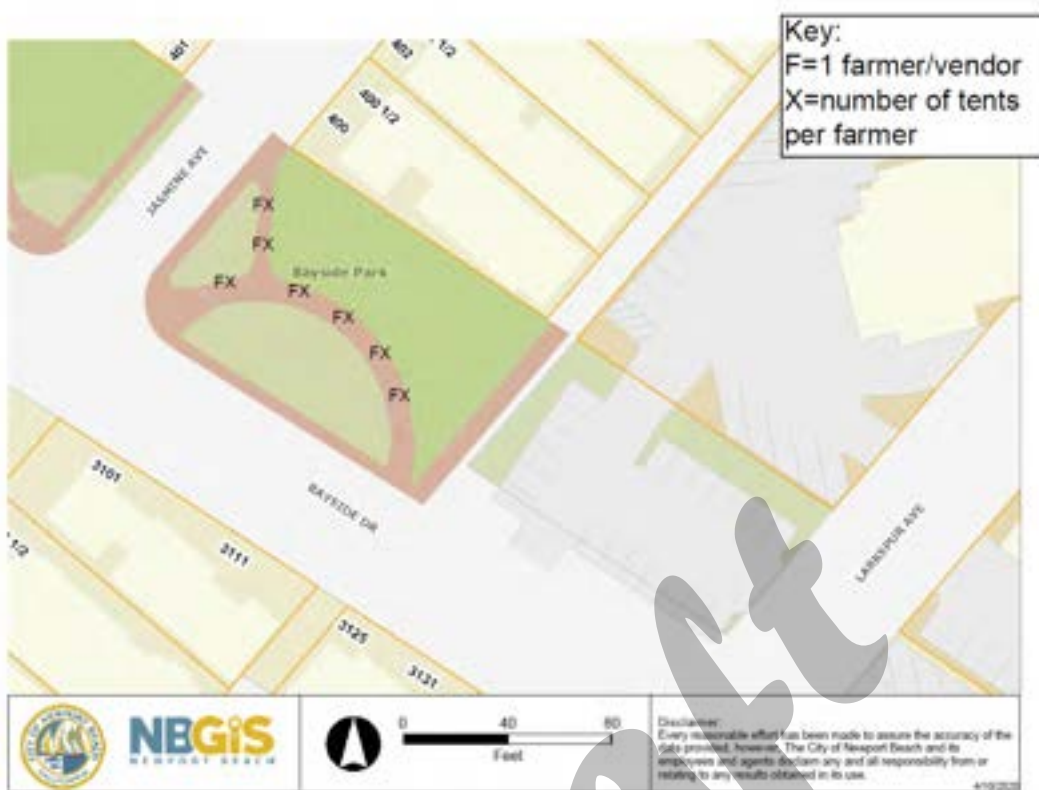 Key:
F=1 farmer/vendor
X=number of tents
per farmer
401
402
1/2
400 1/2
400
JASMINE AVE
FX
FX
Bayside Park
FX
FX
FX
FX
FX
3101
BAYSIDE DR
3111
1/2
LARKSPUR AVE
3125
3131
NBGIS
NEWPORT BEACH
0 40 80
Feet
Disclaimer:
Every reasonable effort has been made to assure the accuracy of the
data provided, however, The City of Newport Beach and its
employees and agents disclaim any and all responsibility from or
relating to any results obtained in its use.